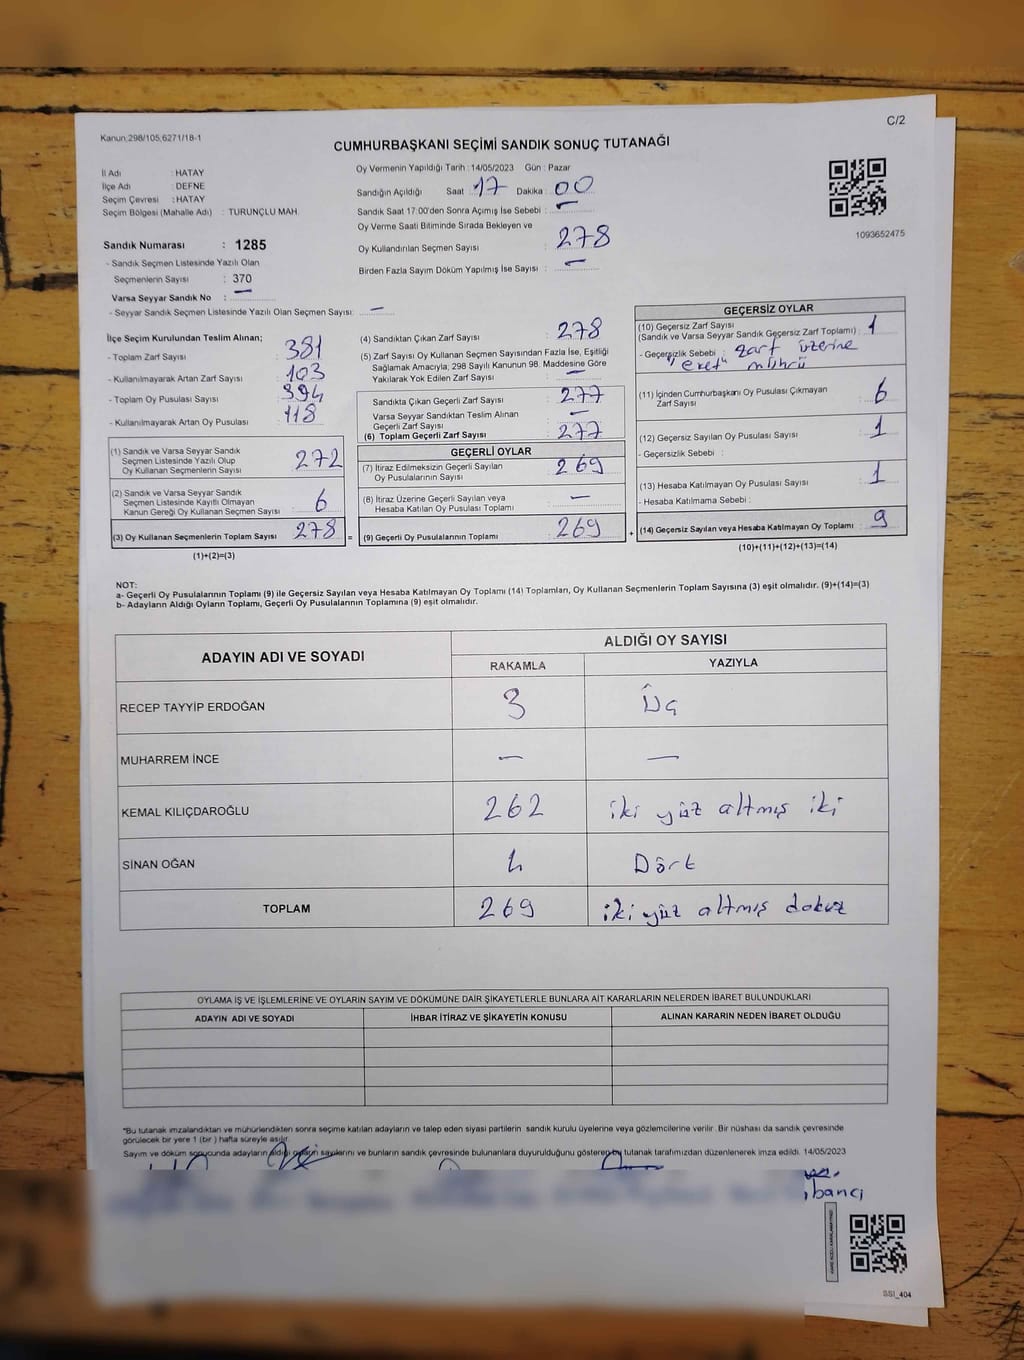 C/2
Kanun:298/105,6271/18-1
CUMHURBAŞKANI SEÇİMİ SANDIK SONUÇ TUTANAĞI
İl Adı : HATAY
İlçe Adı : DEFNE
Seçim Çevresi : HATAY
Seçim Bölgesi (Mahalle Adı) : TURUNÇLU MAH.
Sandık Numarası : 1285
- Sandık Seçmen Listesinde Yazılı Olan
Seçmenlerin Sayısı : 370
Varsa Seyyar Sandık No : —
- Seyyar Sandık Seçmen Listesinde Yazılı Olan Seçmen Sayısı: —
Oy Vermenin Yapıldığı Tarih : 14/05/2023 Gün : Pazar
Sandığın Açıldığı Saat : 17 Dakika : 00
Sandık Saat 17:00'den Sonra Açımış İse Sebebi : —
Oy Verme Saati Bitiminde Sırada Bekleyen ve
Oy Kullandırılan Seçmen Sayısı : 278
Birden Fazla Sayım Döküm Yapılmış İse Sayısı : —
1093652475
İlçe Seçim Kurulundan Teslim Alınan;
- Toplam Zarf Sayısı : 381
- Kullanılmayarak Artan Zarf Sayısı : 103
- Toplam Oy Pusulası Sayısı : 394
- Kullanılmayarak Artan Oy Pusulası : 118
(1) Sandık ve Varsa Seyyar Sandık
Seçmen Listesinde Yazılı Olup
Oy Kullanan Seçmenlerin Sayısı : 272
(2) Sandık ve Varsa Seyyar Sandık
Seçmen Listesinde Kayıtlı Olmayan
Kanun Gereği Oy Kullanan Seçmen Sayısı : 6
(3) Oy Kullanan Seçmenlerin Toplam Sayısı : 278 =
(1)+(2)=(3)
(4) Sandıktan Çıkan Zarf Sayısı : 278
(5) Zarf Sayısı Oy Kullanan Seçmen Sayısından Fazla İse, Eşitliği
Sağlamak Amacıyla; 298 Sayılı Kanunun 98. Maddesine Göre
Yakılarak Yok Edilen Zarf Sayısı : —
Sandıkta Çıkan Geçerli Zarf Sayısı : 277
Varsa Seyyar Sandıktan Teslim Alınan
Geçerli Zarf Sayısı : —
(6) Toplam Geçerli Zarf Sayısı : 277
GEÇERLİ OYLAR
(7) İtiraz Edilmeksizin Geçerli Sayılan
Oy Pusulalarının Sayısı : 269
(8) İtiraz Üzerine Geçerli Sayılan veya
Hesaba Katılan Oy Pusulası Toplamı : —
(9) Geçerli Oy Pusulalarının Toplamı : 269 +
GEÇERSİZ OYLAR
(10) Geçersiz Zarf Sayısı
(Sandık ve Varsa Seyyar Sandık Geçersiz Zarf Toplamı) : 1
- Geçersizlik Sebebi : zarf üzerine
"evet" mührü
(11) İçinden Cumhurbaşkanı Oy Pusulası Çıkmayan
Zarf Sayısı : 6
(12) Geçersiz Sayılan Oy Pusulası Sayısı : 1
- Geçersizlik Sebebi :
(13) Hesaba Katılmayan Oy Pusulası Sayısı : 1
- Hesaba Katılmama Sebebi :
(14) Geçersiz Sayılan veya Hesaba Katılmayan Oy Toplamı : 9
(10)+(11)+(12)+(13)=(14)
NOT:
a- Geçerli Oy Pusulalarının Toplamı (9) ile Geçersiz Sayılan veya Hesaba Katılmayan Oy Toplamı (14) Toplamları, Oy Kullanan Seçmenlerin Toplam Sayısına (3) eşit olmalıdır. (9)+(14)=(3)
b- Adayların Aldığı Oyların Toplamı, Geçerli Oy Pusulalarının Toplamına (9) eşit olmalıdır.
ADAYIN ADI VE SOYADI ALDIĞI OY SAYISI
RAKAMLA YAZIYLA
RECEP TAYYİP ERDOĞAN 3 Üç
MUHARREM İNCE — —
KEMAL KILIÇDAROĞLU 262 iki yüz altmış iki
SİNAN OĞAN 4 Dört
TOPLAM 269 iki yüz altmış dokuz
OYLAMA İŞ VE İŞLEMLERİNE VE OYLARIN SAYIM VE DÖKÜMÜNE DAİR ŞİKAYETLERLE BUNLARA AİT KARARLARIN NELERDEN İBARET BULUNDUKLARI
ADAYIN ADI VE SOYADI İHBAR İTİRAZ VE ŞİKAYETİN KONUSU ALINAN KARARIN NEDEN İBARET OLDUĞU
*Bu tutanak imzalandıktan ve mühürlendikten sonra seçime katılan adayların ve talep eden siyasi partilerin sandık kurulu üyelerine veya gözlemcilerine verilir. Bir nüshası da sandık çevresinde
görülecek bir yere 1 (bir ) hafta süreyle asılır.
Sayım ve döküm sonucunda adayların aldığı oyların sayılarını ve bunların sandık çevresinde bulunanlara duyurulduğunu gösteren bu tutanak tarafımızdan düzenlenerek imza edildi. 14/05/2023
SSİ_404